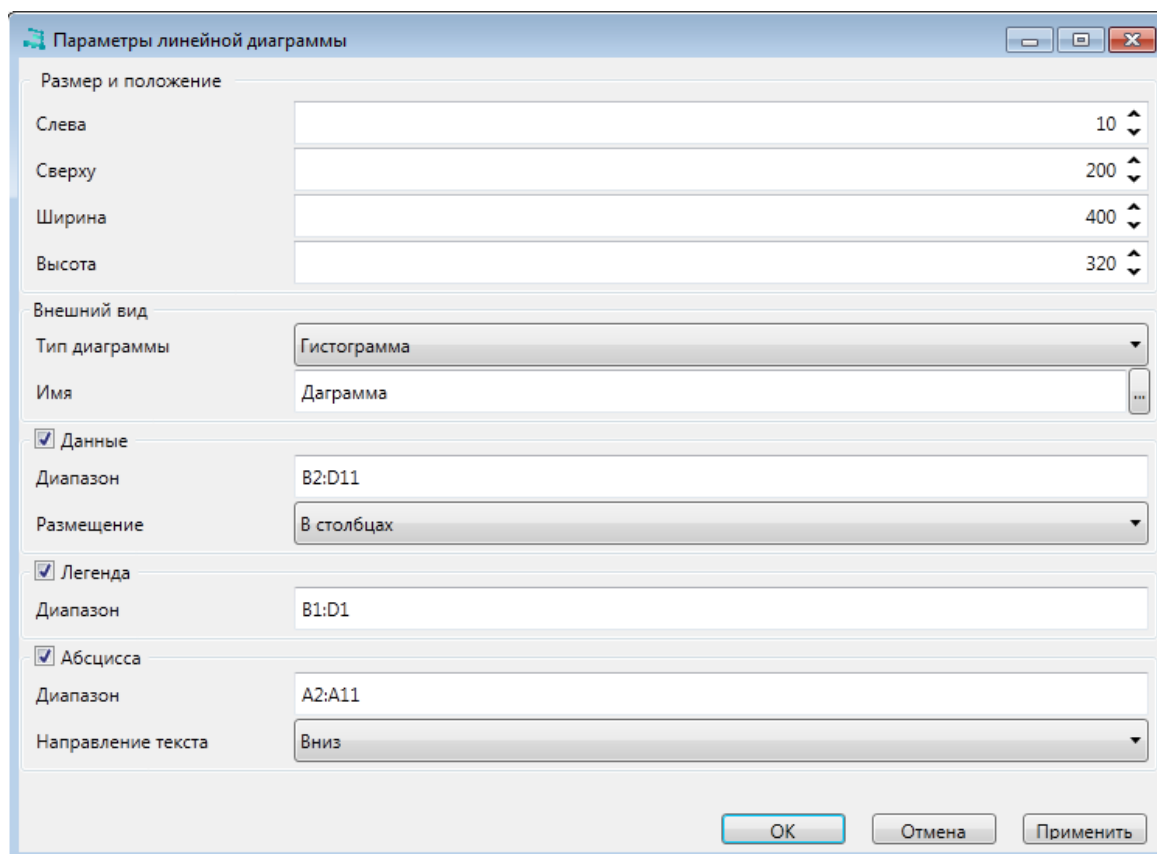 Параметры линейной диаграммы
Размер и положение
Слева 10
Сверху 200
Ширина 400
Высота 320
Внешний вид
Тип диаграммы Гистограмма
Имя Даграмма ...
Данные
Диапазон B2:D11
Размещение В столбцах
Легенда
Диапазон B1:D1
Абсцисса
Диапазон A2:A11
Направление текста Вниз
OK Отмена Применить